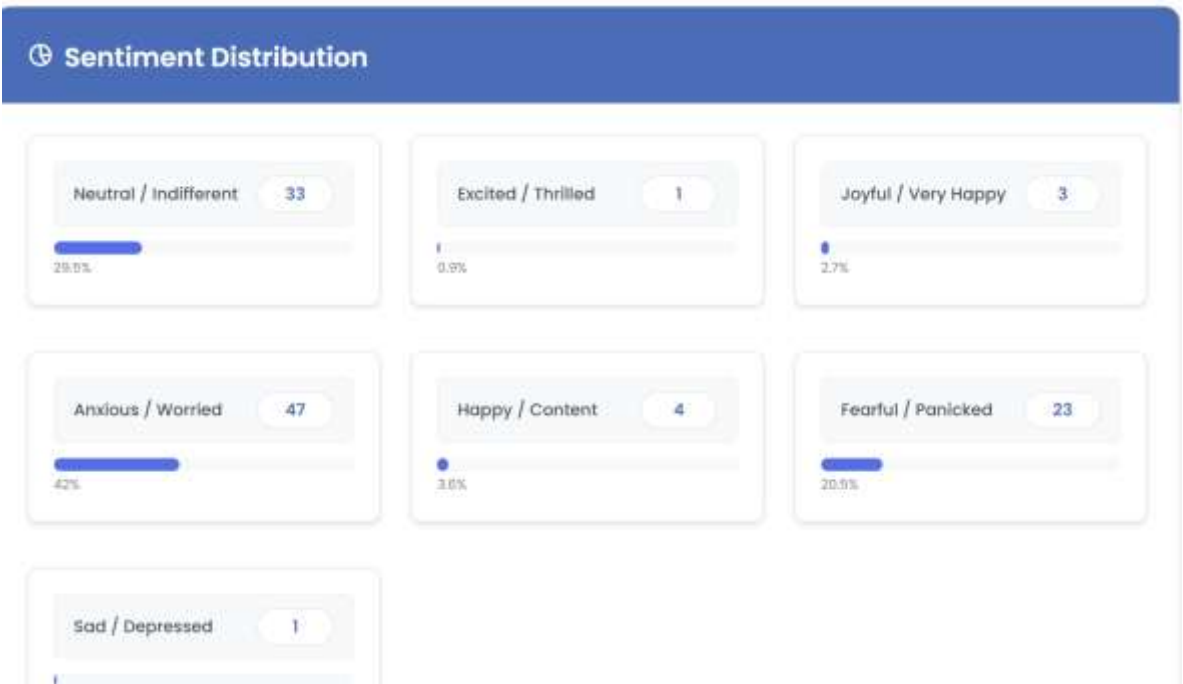 Sentiment Distribution
Neutral / Indifferent 33
29.5%
Excited / Thrilled 1
0.9%
Joyful / Very Happy 3
2.7%
Anxious / Worried 47
42%
Happy / Content 4
3.6%
Fearful / Panicked 23
20.5%
Sad / Depressed 1